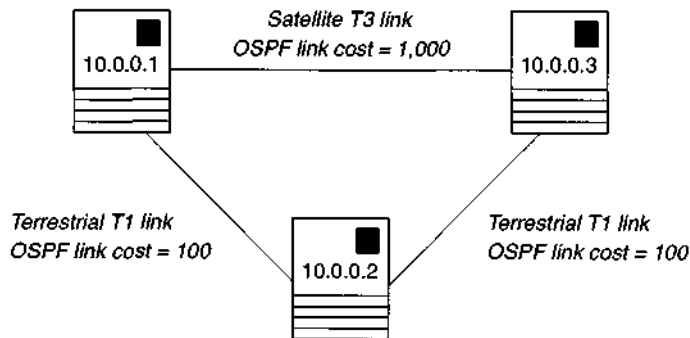 Satellite T3 link
OSPF link cost = 1,000
10.0.0.1
10.0.0.3
Terrestrial T1 link
OSPF link cost = 100
Terrestrial T1 link
OSPF link cost = 100
10.0.0.2